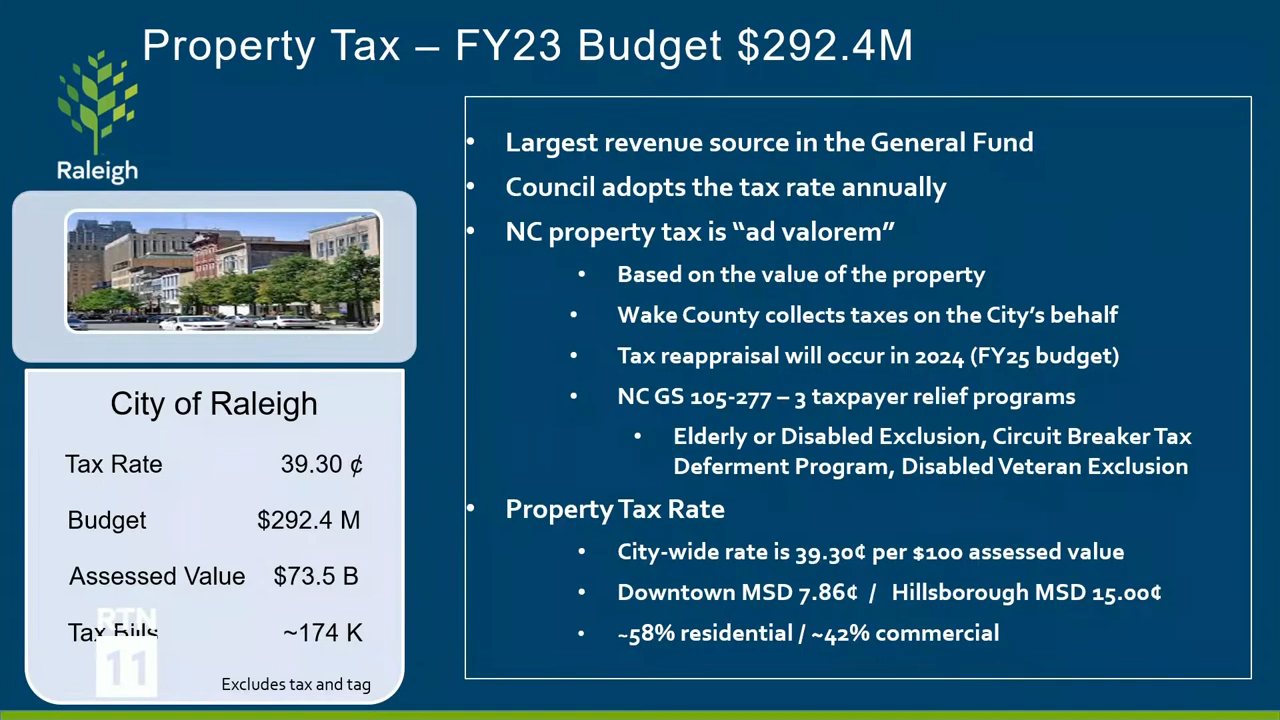 Property Tax – FY23 Budget $292.4M
Raleigh
City of Raleigh
Tax Rate 39.30 ¢
Budget $292.4 M
Assessed Value $73.5 B
Tax Bills ~174 K
Excludes tax and tag
RTN
11
• Largest revenue source in the General Fund
• Council adopts the tax rate annually
• NC property tax is “ad valorem”
• Based on the value of the property
• Wake County collects taxes on the City’s behalf
• Tax reappraisal will occur in 2024 (FY25 budget)
• NC GS 105-277 – 3 taxpayer relief programs
• Elderly or Disabled Exclusion, Circuit Breaker Tax
Deferment Program, Disabled Veteran Exclusion
• Property Tax Rate
• City-wide rate is 39.30¢ per $100 assessed value
• Downtown MSD 7.86¢ / Hillsborough MSD 15.00¢
• ~58% residential / ~42% commercial